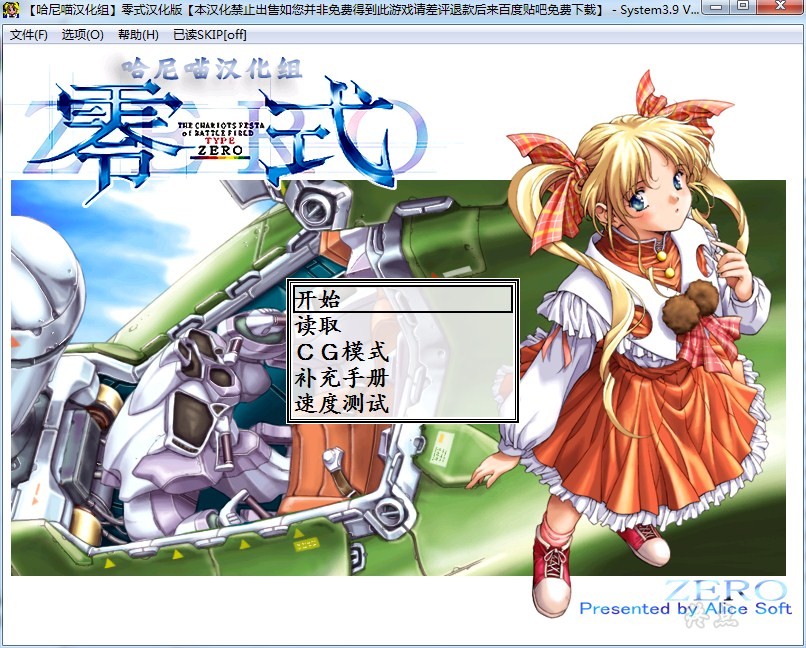 【哈尼喵汉化组】零式汉化版【本汉化禁止出售如您并非免费得到此游戏请差评退款后来百度贴吧免费下载】 - System3.9 V...
文件(F) 选项(O) 帮助(H) 已读SKIP[off]
哈尼喵汉化组
零式
THE CHARIOTS FESTA
of BATTLE FIELD
TYPE
ZERO
开始
读取
ＣＧ模式
补充手册
速度测试
ZERO
Presented by Alice Soft